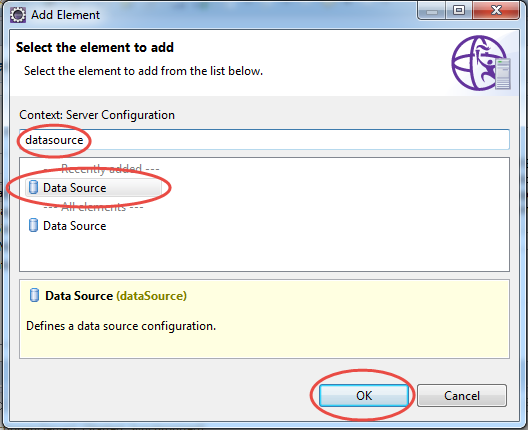 Add Element
Select the element to add
Select the element to add from the list below.
Context: Server Configuration
datasource
--- Recently added ---
Data Source
--- All elements ---
Data Source
Data Source (dataSource)
Defines a data source configuration.
OK Cancel